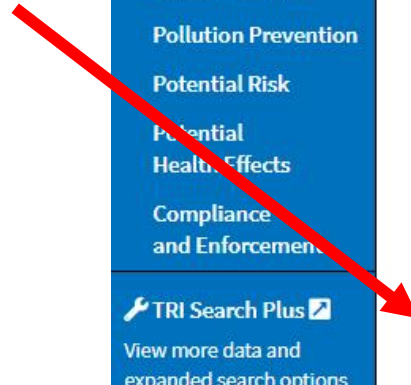 Pollution Prevention
Potential Risk
Potential
Health Effects
Compliance
and Enforcement
TRI Search Plus
View more data and
expanded search options